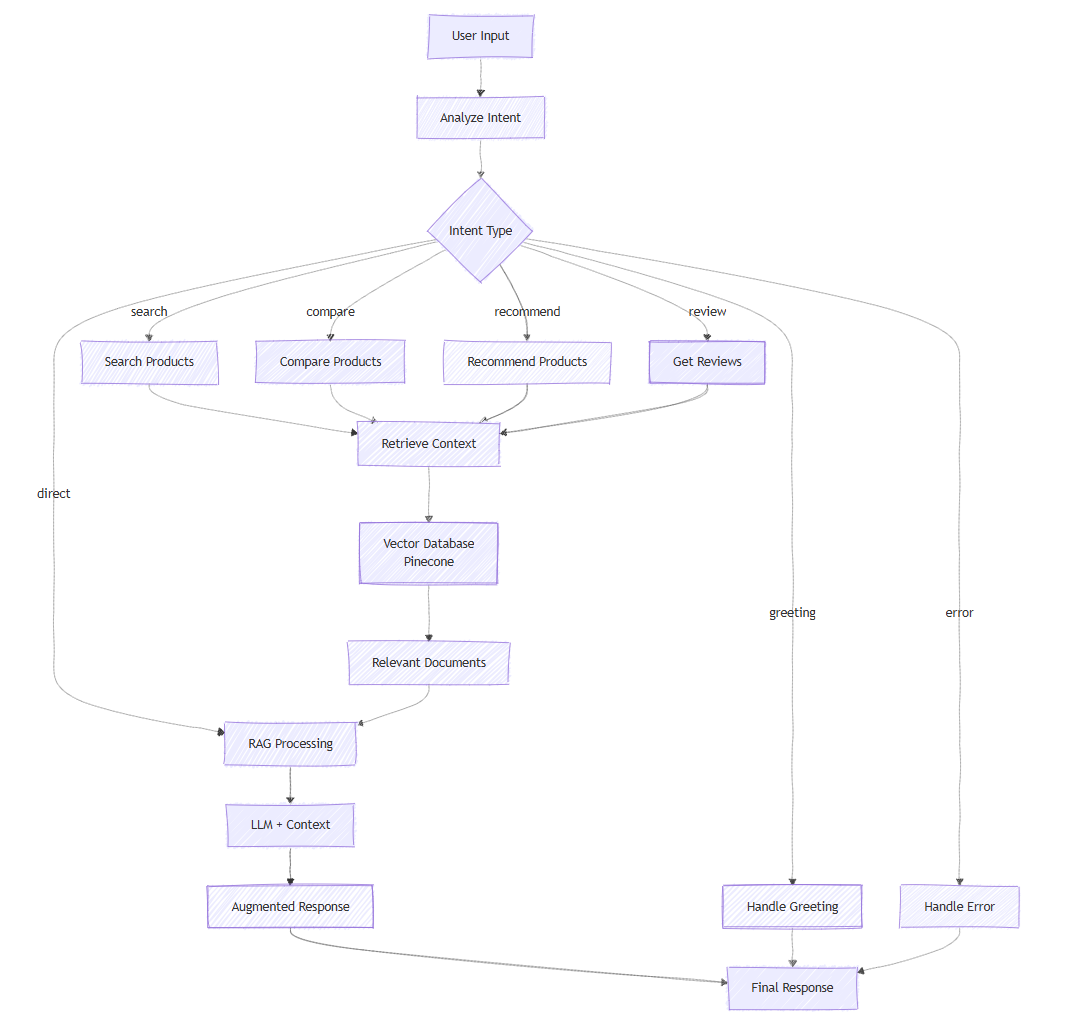 User Input
Analyze Intent
Intent Type
search
compare
recommend
review
Search Products
Compare Products
Recommend Products
Get Reviews
Retrieve Context
direct
Vector Database
Pinecone
greeting
error
Relevant Documents
RAG Processing
LLM + Context
Augmented Response
Handle Greeting
Handle Error
Final Response